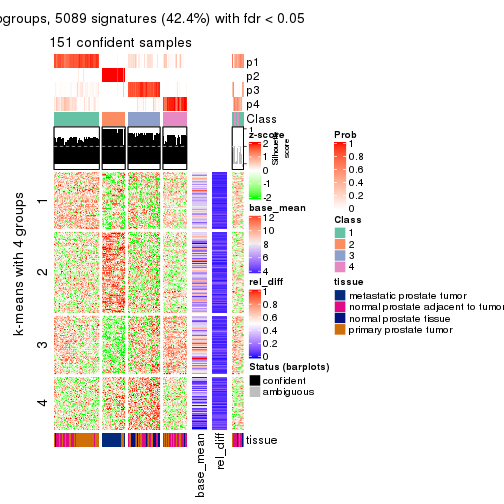 ogroups, 5089 signatures (42.4%) with fdr < 0.05
151 confident samples
p1
p2
p3
p4
Class
1
Silhouette
score
z-score
2
1
0
-1
-2
base_mean
12
10
8
6
4
rel_diff
1
0.8
0.6
0.4
0.2
0
Status (barplots)
confident
ambiguous
Prob
1
0.8
0.6
0.4
0.2
0
Class
1
2
3
4
tissue
metastatic prostate tumor
normal prostate adjacent to tumor
normal prostate tissue
primary prostate tumor
k-means with 4 groups
1
2
3
4
tissue
base_mean
rel_diff